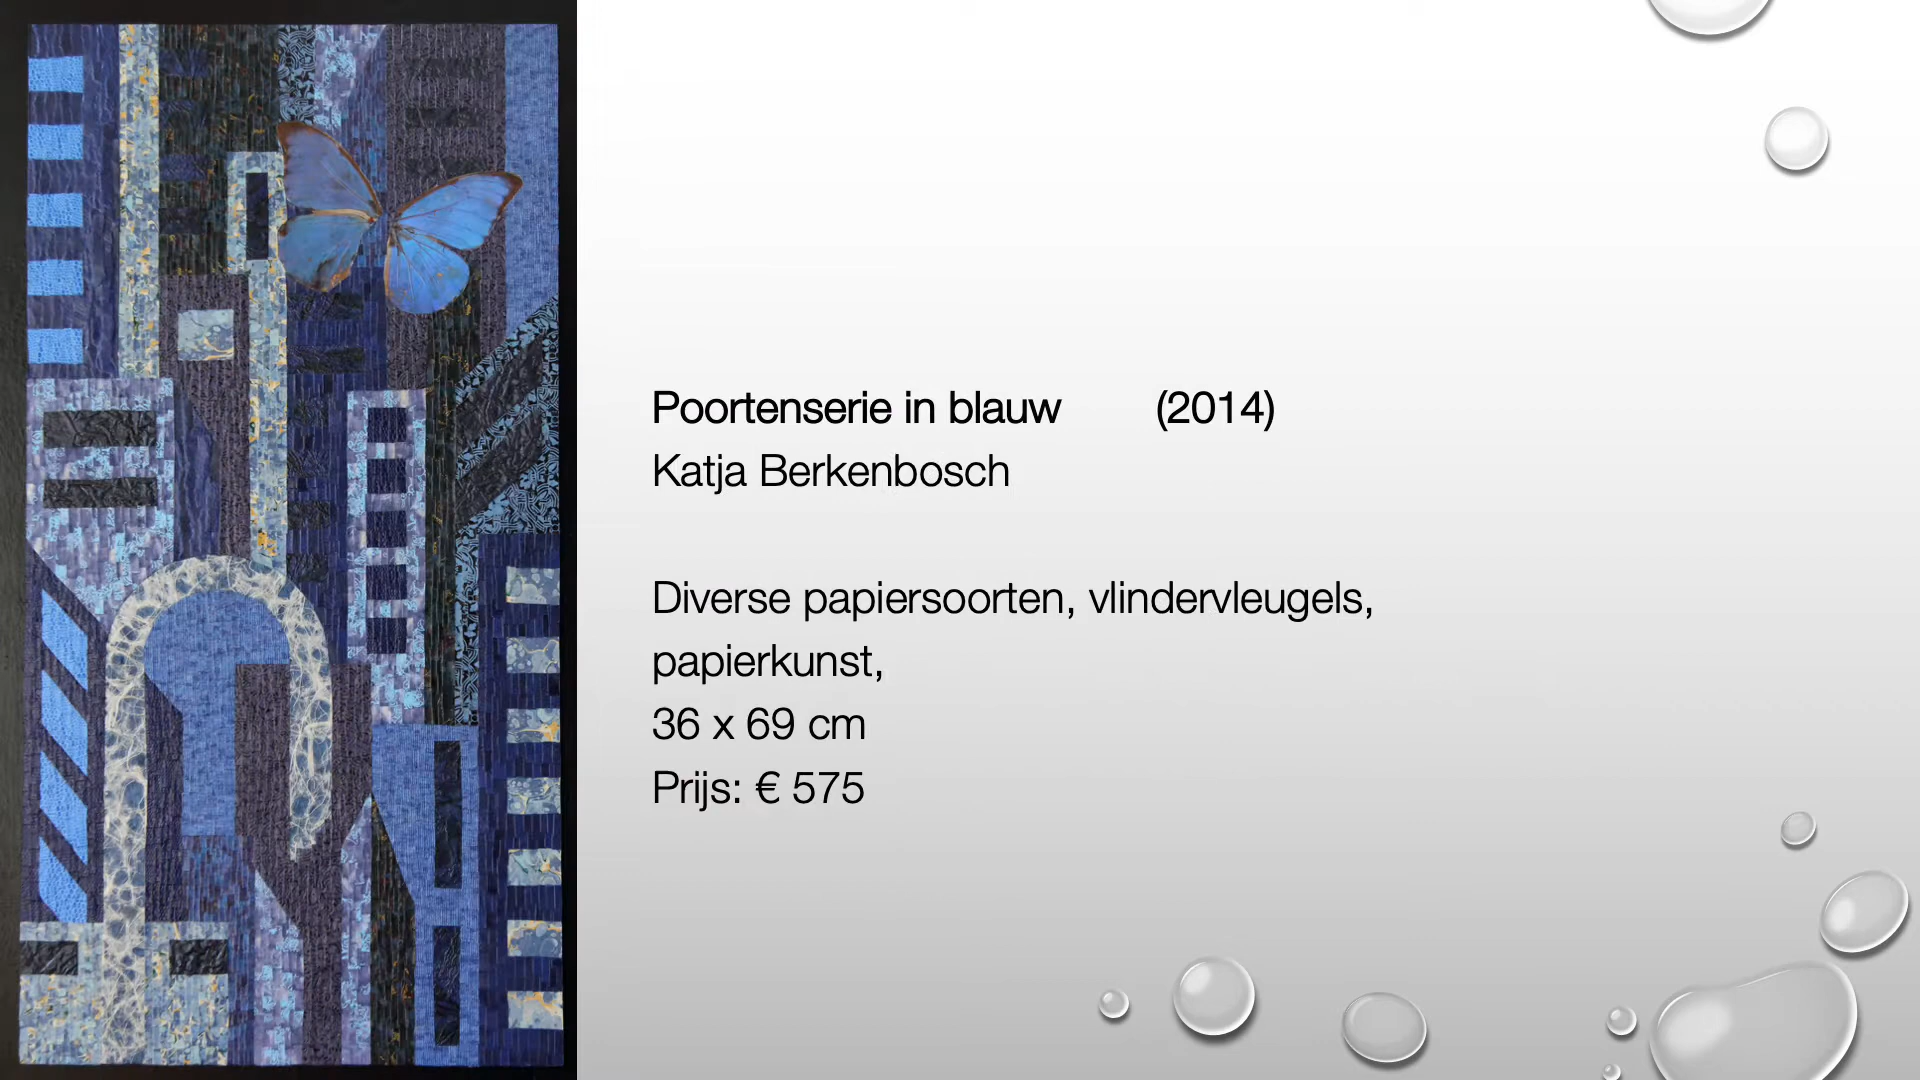 Poortenserie in blauw (2014)
Katja Berkenbosch
Diverse papiersoorten, vlindervleugels,
papierkunst,
36 x 69 cm
Prijs: € 575